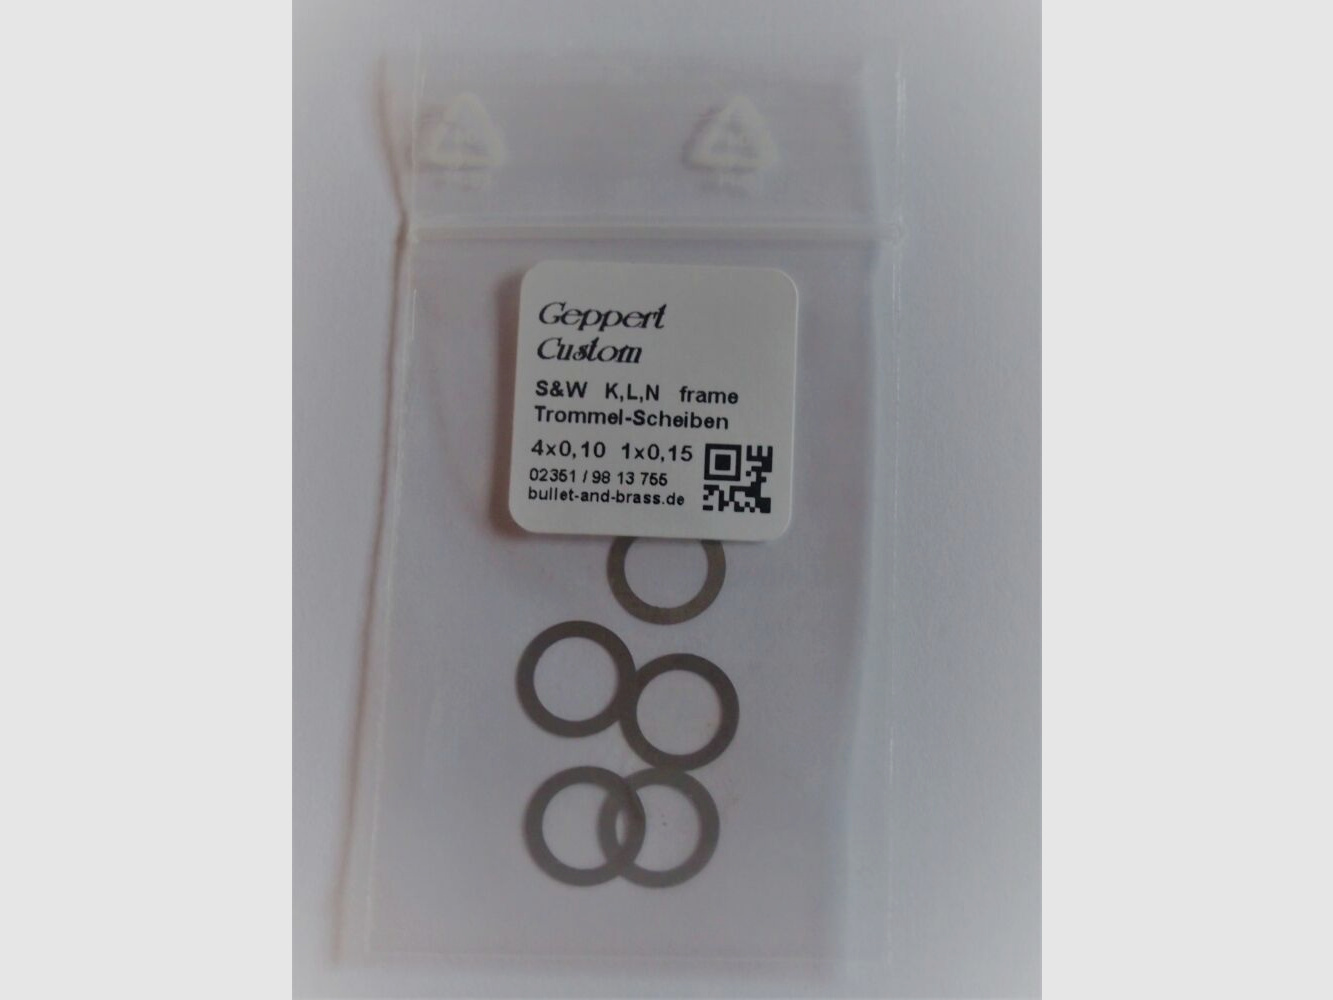 Geppert
Custom
S&W K,L,N frame
Trommel-Scheiben
4x0,10 1x0,15
02351 / 98 13 755
bullet-and-brass.de